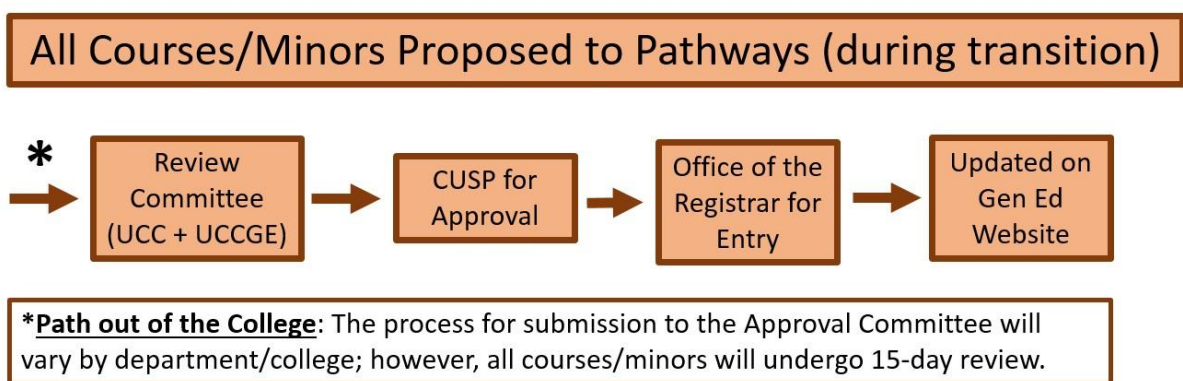 All Courses/Minors Proposed to Pathways (during transition)
*
Review
Committee
(UCC + UCCGE)
CUSP for
Approval
Office of the
Registrar for
Entry
Updated on
Gen Ed
Website
*Path out of the College: The process for submission to the Approval Committee will
vary by department/college; however, all courses/minors will undergo 15-day review.